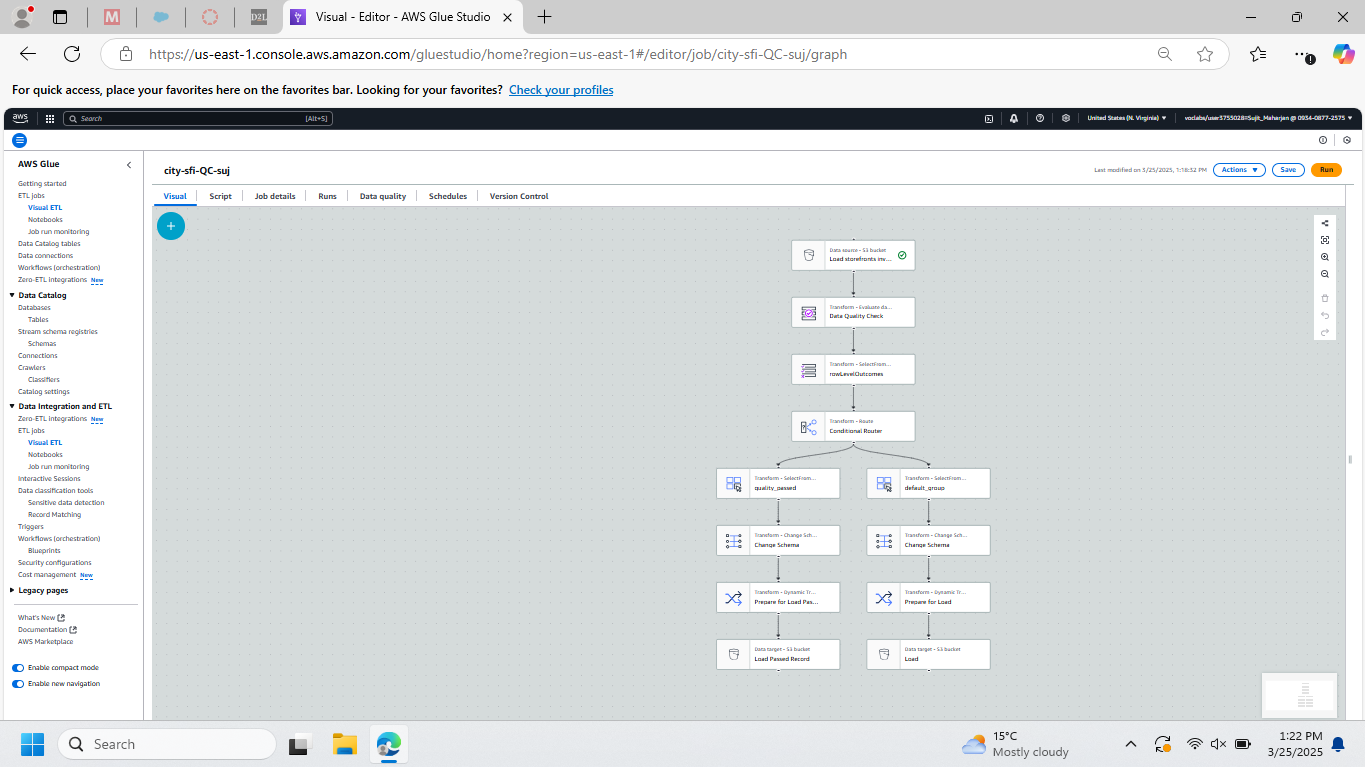 M
D2L
Visual - Editor - AWS Glue Studio
https://us-east-1.console.aws.amazon.com/gluestudio/home?region=us-east-1#/editor/job/city-sfi-QC-suj/graph
For quick access, place your favorites here on the favorites bar. Looking for your favorites? Check your profiles
aws
Search
[Alt+S]
United States (N. Virginia)
voclabs/user3755028=Sujit_Maharjan @ 0934-0877-2575
AWS Glue
Getting started
ETL jobs
Visual ETL
Notebooks
Job run monitoring
Data Catalog tables
Data connections
Workflows (orchestration)
Zero-ETL integrations New
Data Catalog
Databases
Tables
Stream schema registries
Schemas
Connections
Crawlers
Classifiers
Catalog settings
Data Integration and ETL
Zero-ETL integrations New
ETL jobs
Visual ETL
Notebooks
Job run monitoring
Interactive Sessions
Data classification tools
Sensitive data detection
Record Matching
Triggers
Workflows (orchestration)
Blueprints
Security configurations
Cost management New
Legacy pages
What's New
Documentation
AWS Marketplace
Enable compact mode
Enable new navigation
city-sfi-QC-suj
Last modified on 3/25/2025, 1:18:32 PM
Actions
Save
Run
Visual
Script
Job details
Runs
Data quality
Schedules
Version Control
Data source - S3 bucket
Load storefronts inv...
Transform - Evaluate da...
Data Quality Check
Transform - SelectFrom...
rowLevelOutcomes
Transform - Route
Conditional Router
Transform - SelectFrom...
quality_passed
Transform - SelectFrom...
default_group
Transform - Change Sch...
Change Schema
Transform - Change Sch...
Change Schema
Transform - Dynamic Tr...
Prepare for Load Pas...
Transform - Dynamic Tr...
Prepare for Load
Data target - S3 bucket
Load Passed Record
Data target - S3 bucket
Load
Search
15°C
Mostly cloudy
1:22 PM
3/25/2025